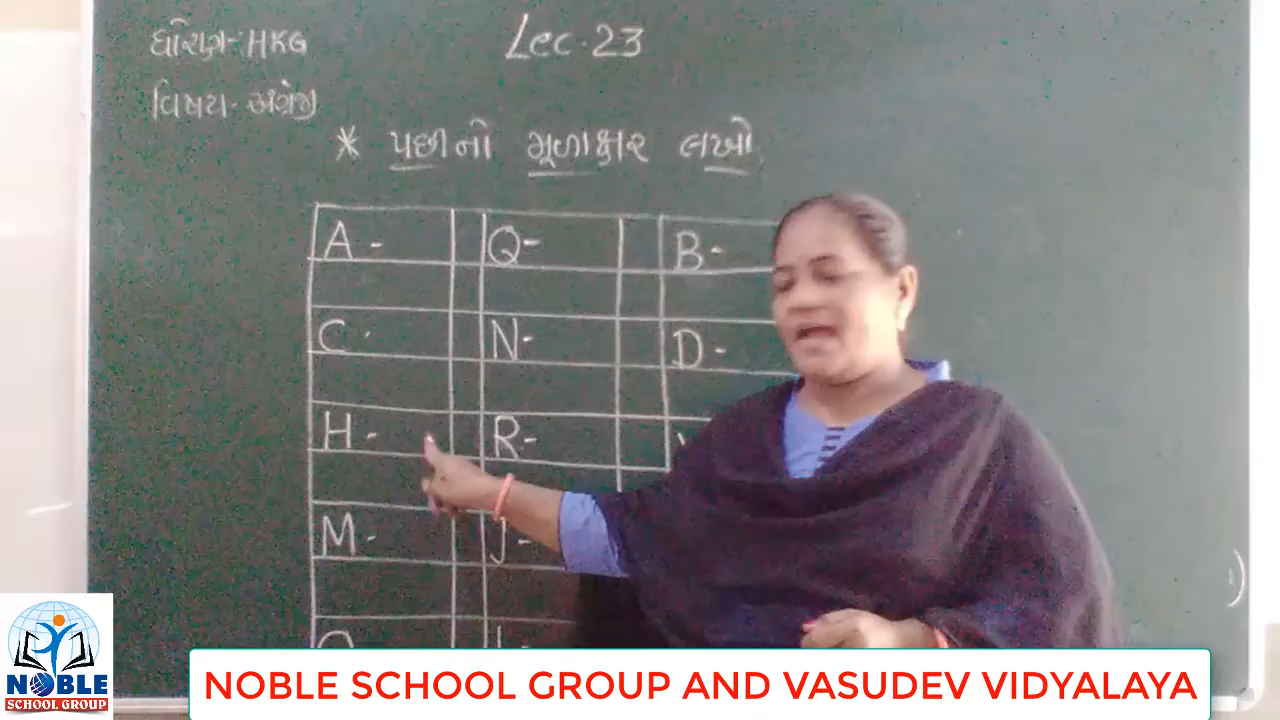 ધોરણ- HKG
Lec. 23
વિષય- અંગ્રેજી
* પછીનો મૂળાક્ષર લખો
A - Q- B -
C - N- D -
H - R-
M - J-
NOBLE
SCHOOL GROUP
NOBLE SCHOOL GROUP AND VASUDEV VIDYALAYA